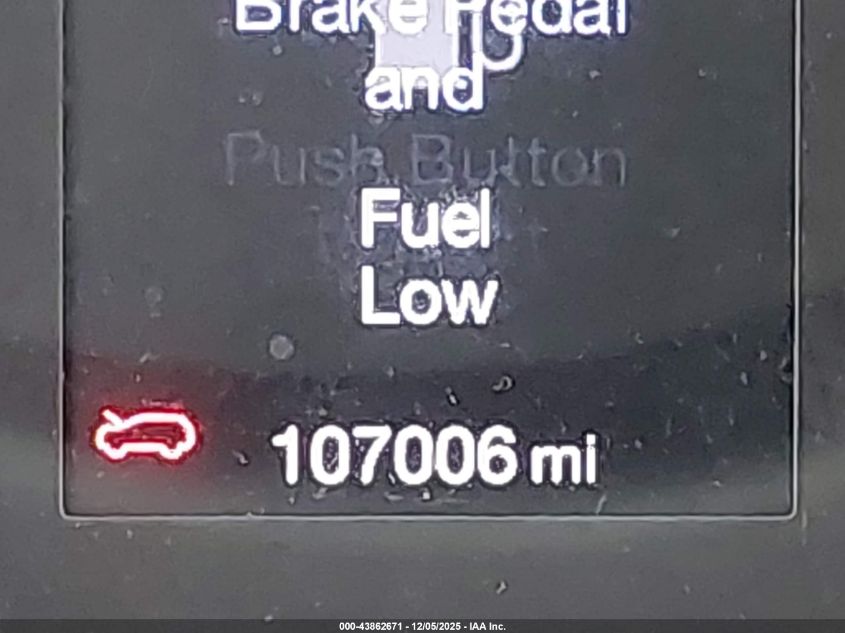 Brake Pedal
and
Push Button
Fuel
Low
107006 mi
000-43862671 - 12/05/2025 - IAA Inc.